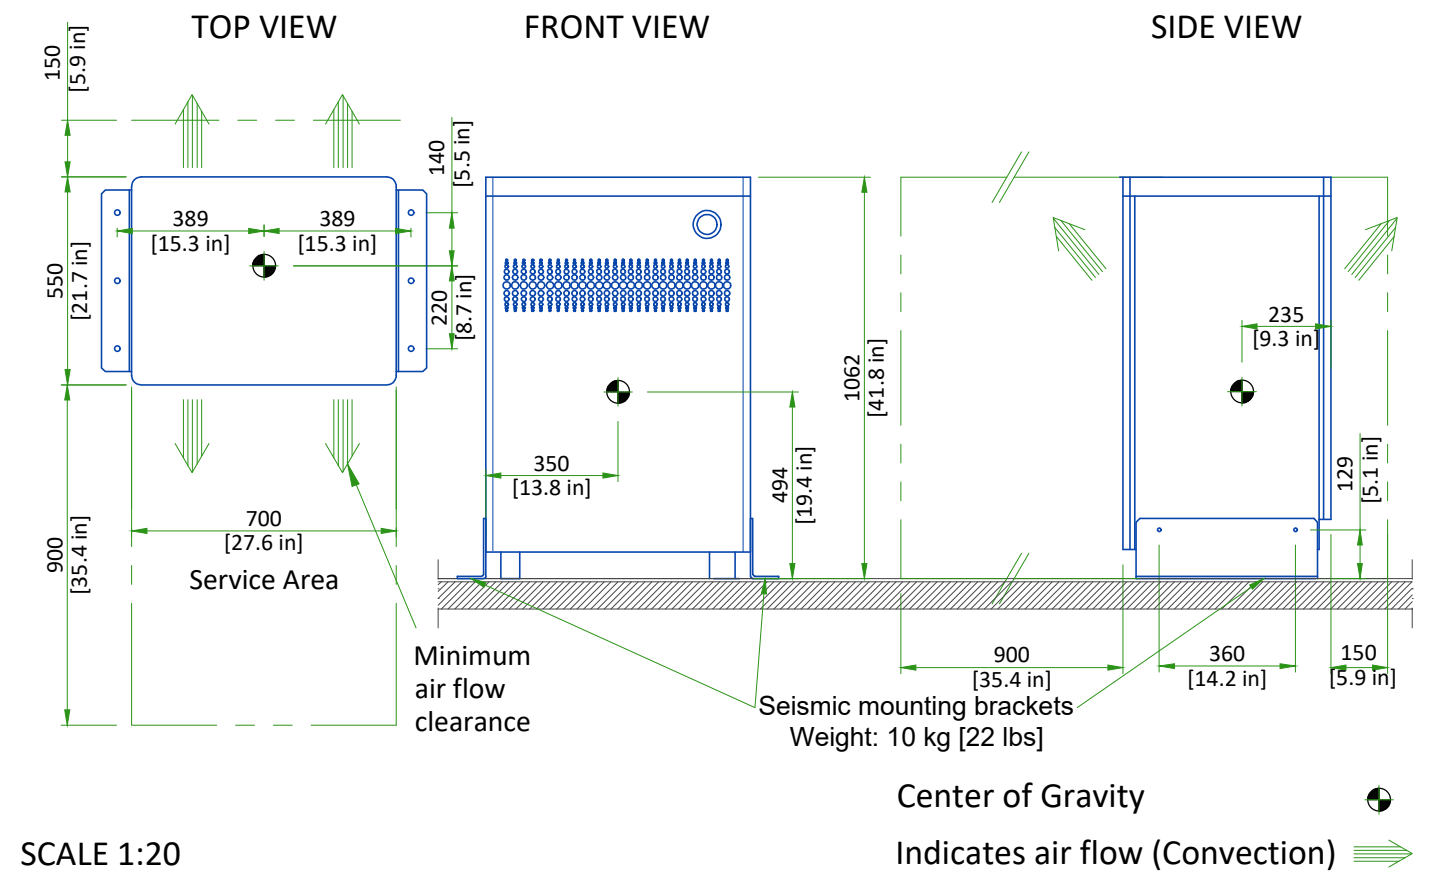 TOP VIEW
FRONT VIEW
SIDE VIEW
150
[5.9 in]
550
[21.7 in]
900
[35.4 in]
389
[15.3 in]
389
[15.3 in]
140
[5.5 in]
220
[8.7 in]
700
[27.6 in]
Service Area
Minimum
air flow
clearance
350
[13.8 in]
494
[19.4 in]
1062
[41.8 in]
235
[9.3 in]
129
[5.1 in]
900
[35.4 in]
360
[14.2 in]
150
[5.9 in]
Seismic mounting brackets
Weight: 10 kg [22 lbs]
Center of Gravity
Indicates air flow (Convection)
SCALE 1:20